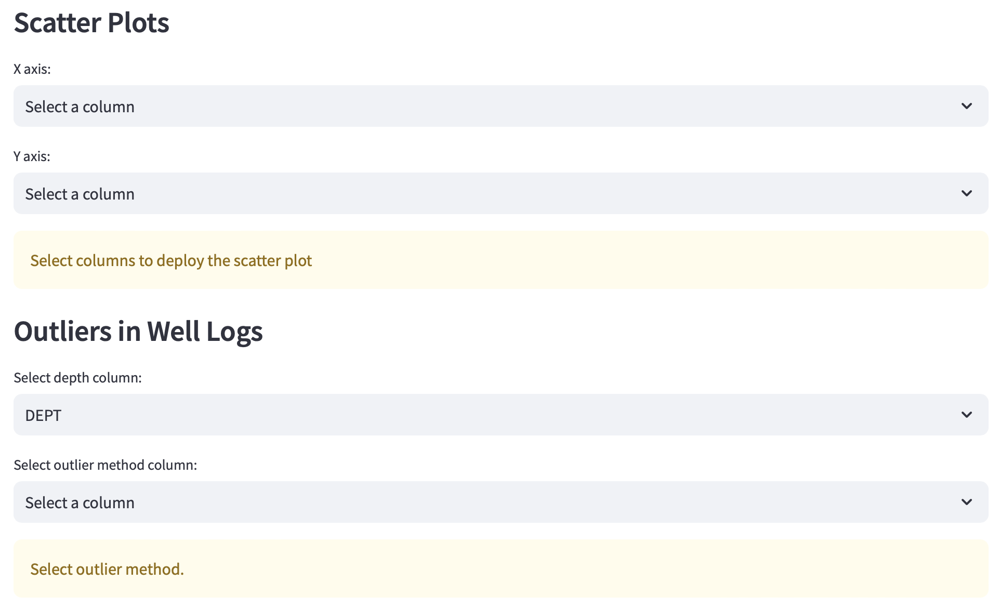 Scatter Plots
X axis:
Select a column
Y axis:
Select a column
Select columns to deploy the scatter plot
Outliers in Well Logs
Select depth column:
DEPT
Select outlier method column:
Select a column
Select outlier method.